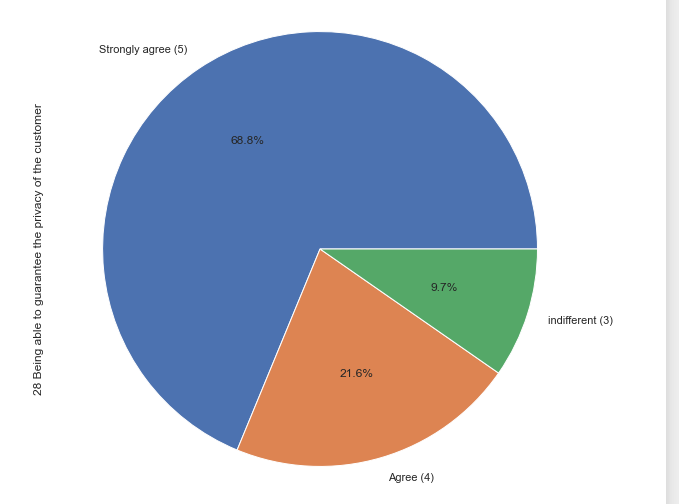 Strongly agree (5)
68.8%
28 Being able to guarantee the privacy of the customer
9.7%
indifferent (3)
21.6%
Agree (4)